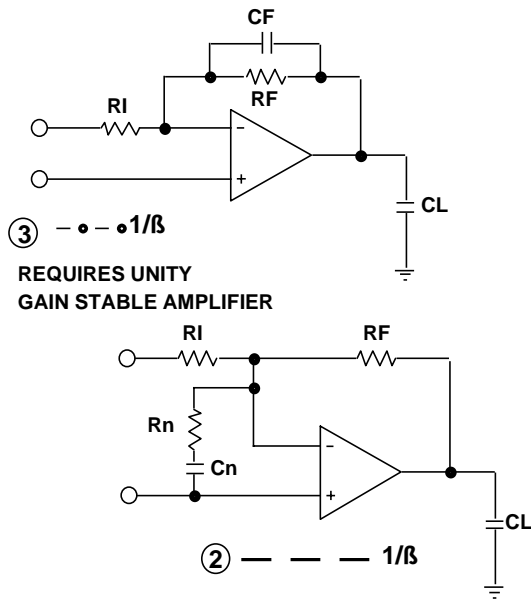 CF
RF
RI
−
+
CL
③ 1/ß
REQUIRES UNITY
GAIN STABLE AMPLIFIER
RI
RF
Rn
Cn
−
+
CL
② 1/ß